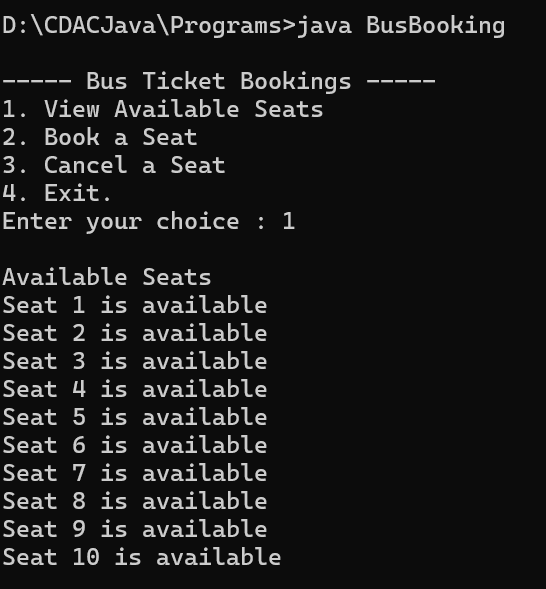 D:\CDACJava\Programs>java BusBooking
----- Bus Ticket Bookings -----
1. View Available Seats
2. Book a Seat
3. Cancel a Seat
4. Exit.
Enter your choice : 1
Available Seats
Seat 1 is available
Seat 2 is available
Seat 3 is available
Seat 4 is available
Seat 5 is available
Seat 6 is available
Seat 7 is available
Seat 8 is available
Seat 9 is available
Seat 10 is available